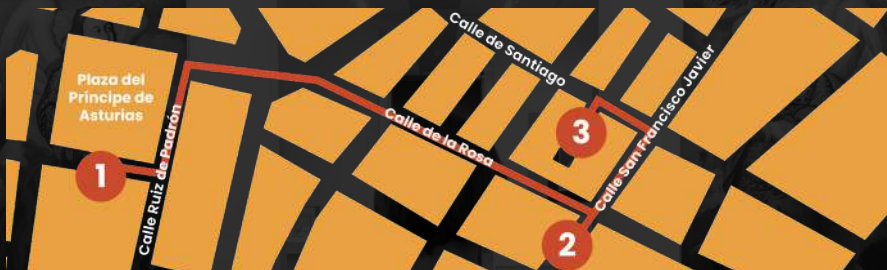 Plaza del
Príncipe de
Asturias
1
Calle Ruiz de Padrón
Calle de la Rosa
Calle de Santiago
3
Calle San Francisco Javier
2